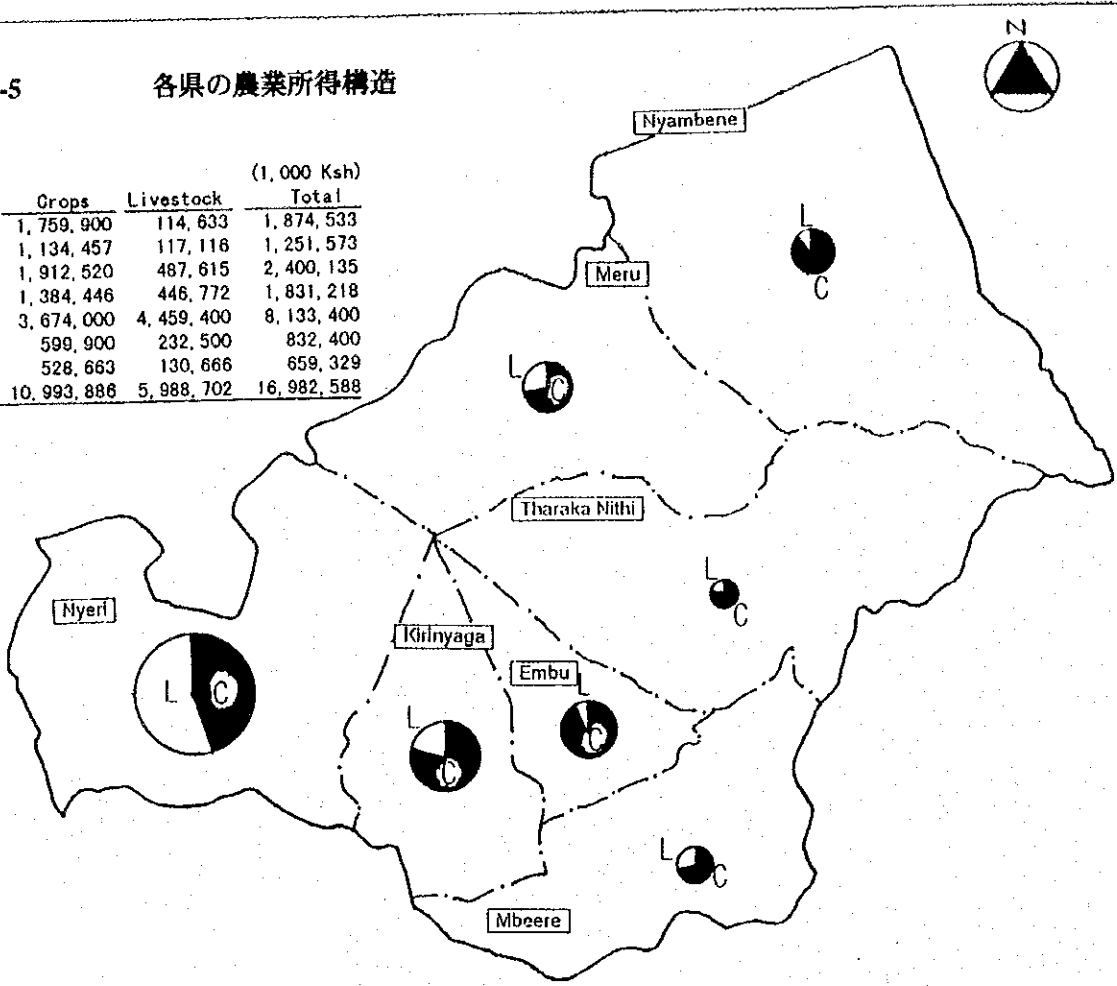 -5 各県の農業所得構造
N
(1,000 Ksh)
Crops Livestock Total
1,759,900 114,633 1,874,533
1,134,457 117,116 1,251,573
1,912,520 487,615 2,400,135
1,384,446 446,772 1,831,218
3,674,000 4,459,400 8,133,400
599,900 232,500 832,400
528,663 130,666 659,329
10,993,886 5,988,702 16,982,588
Nyambene
L
C
Meru
L
C
Tharaka Nithi
L
C
Nyeri
L C
Kirinyaga
L
C
Embu
L
C
L
C
Mbeere